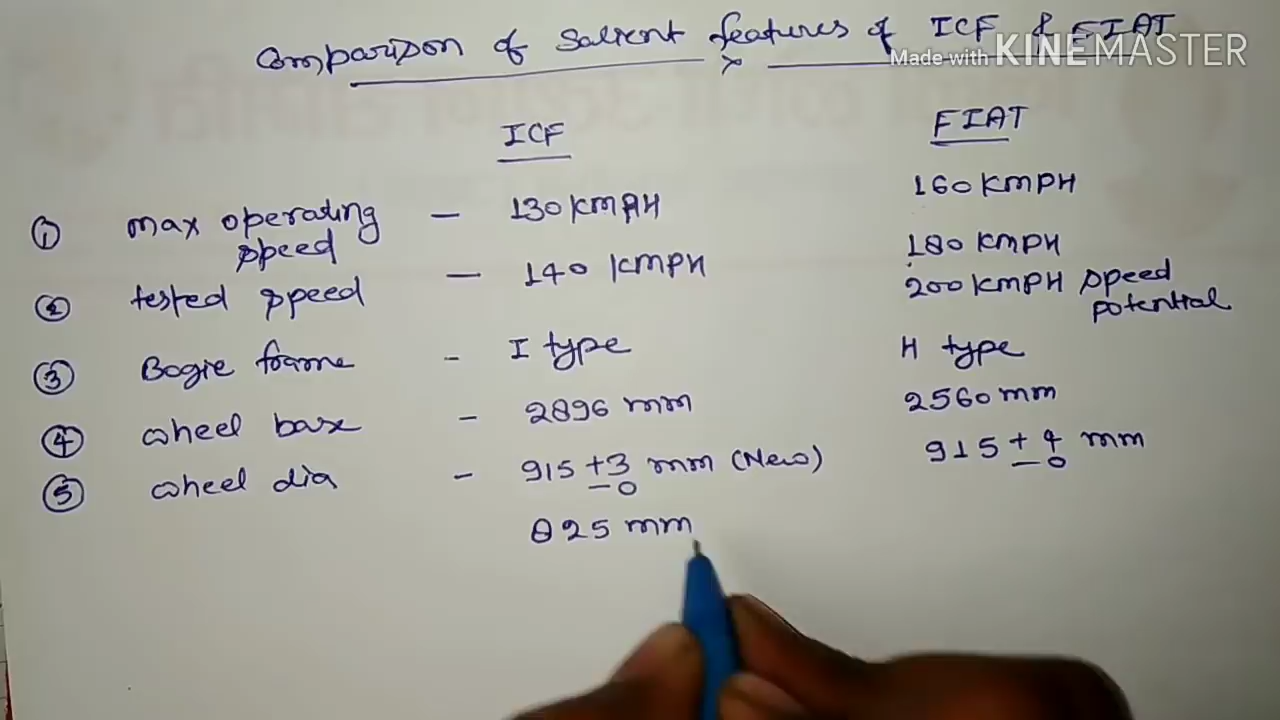 Comparison of Salient features of ICF & FIAT
Made with KINEMASTER
ICF FIAT
① max operating speed – 130 KMPH 160 KMPH
② tested speed – 140 KMPH 180 KMPH
200 KMPH speed potential
③ Bogie frame - I type H type
④ wheel base - 2896 mm 2560 mm
⑤ wheel dia - 915 +3 -0 mm (New) 915 +4 -0 mm
825 mm